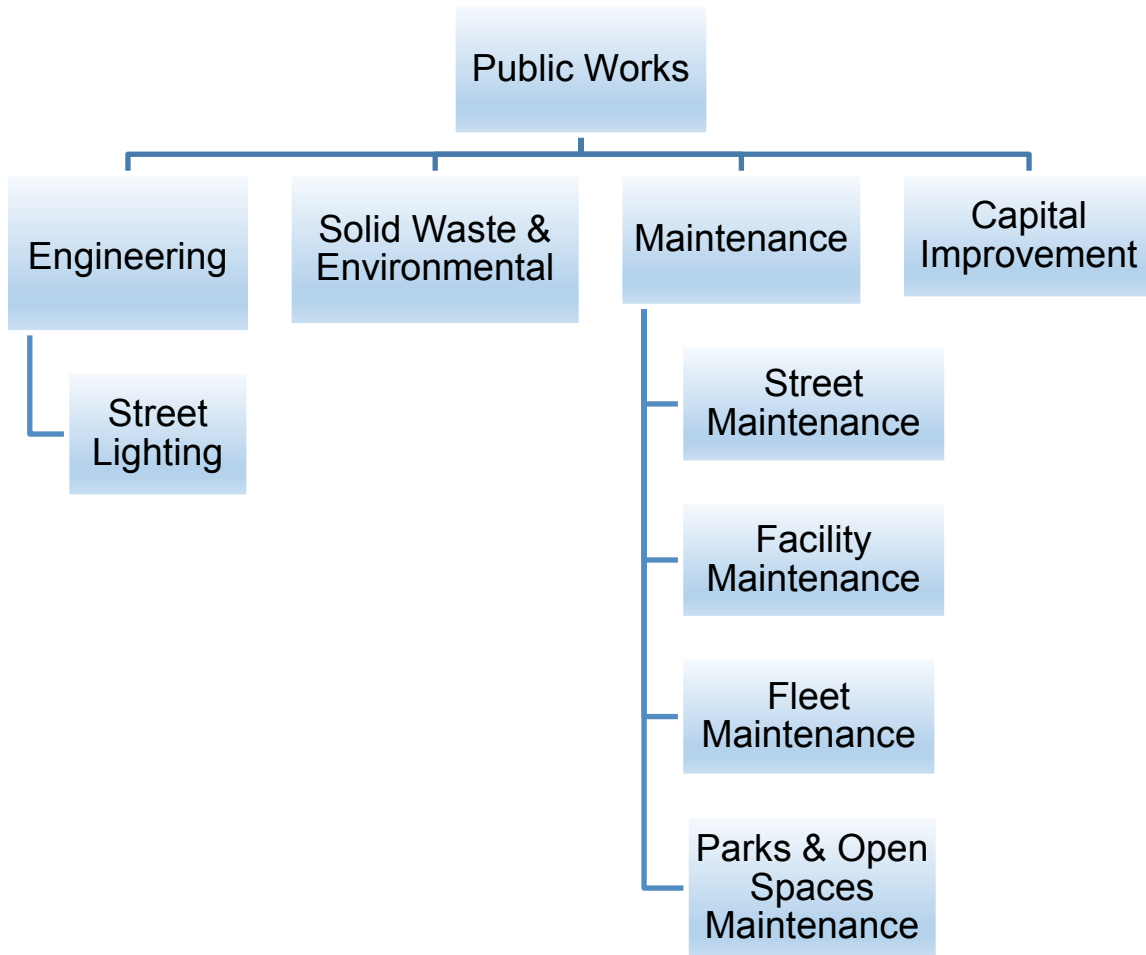 Public Works
Engineering
Solid Waste &
Environmental
Maintenance
Capital
Improvement
Street
Lighting
Street
Maintenance
Facility
Maintenance
Fleet
Maintenance
Parks & Open
Spaces
Maintenance